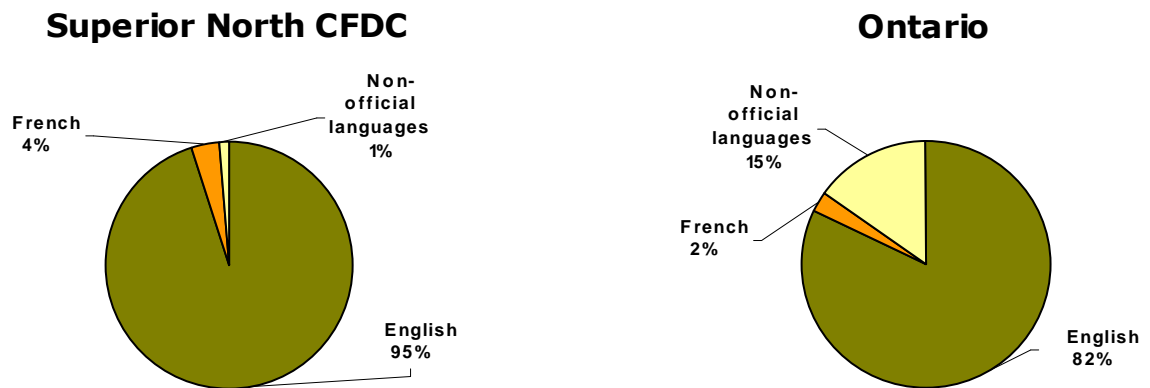 Superior North CFDC
Non-
official
languages
1%
French
4%
English
95%
Ontario
Non-
official
languages
15%
French
2%
English
82%